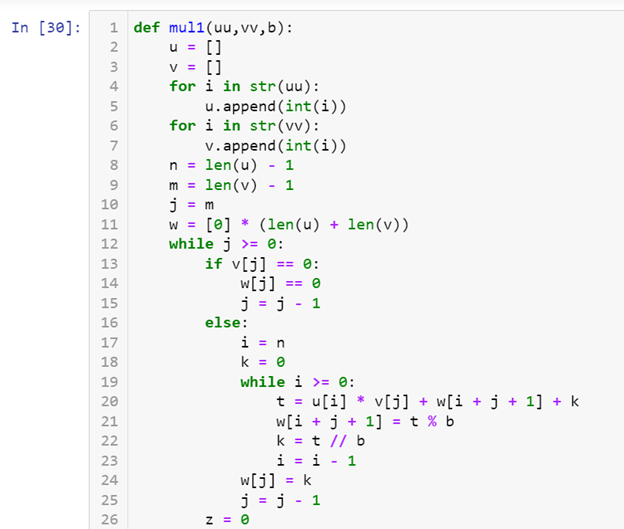 In [30]:
1 def mul1(uu,vv,b):
2     u = []
3     v = []
4     for i in str(uu):
5         u.append(int(i))
6     for i in str(vv):
7         v.append(int(i))
8     n = len(u) - 1
9     m = len(v) - 1
10     j = m
11     w = [0] * (len(u) + len(v))
12     while j >= 0:
13         if v[j] == 0:
14             w[j] == 0
15             j = j - 1
16         else:
17             i = n
18             k = 0
19             while i >= 0:
20                 t = u[i] * v[j] + w[i + j + 1] + k
21                 w[i + j + 1] = t % b
22                 k = t // b
23                 i = i - 1
24             w[j] = k
25             j = j - 1
26         z = 0